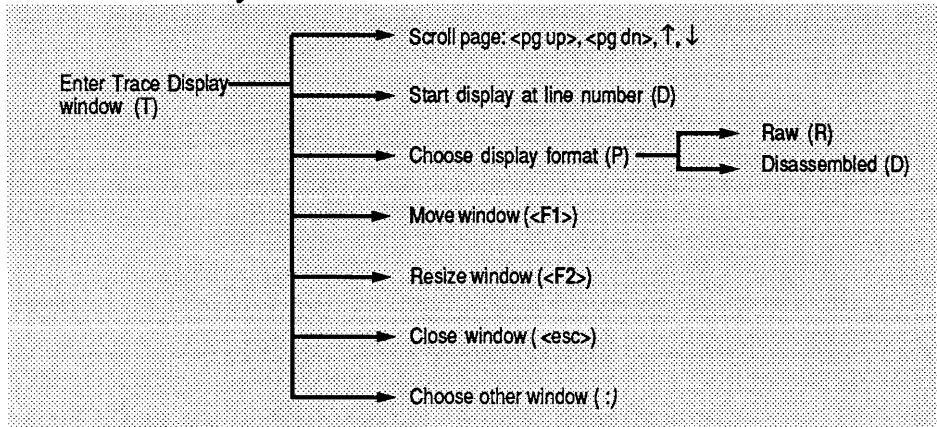 Scroll page: <pg up>, <pg dn>, ↑, ↓
Enter Trace Display
window (T)
Start display at line number (D)
Choose display format (P)
Raw (R)
Disassembled (D)
Move window (<F1>)
Resize window (<F2>)
Close window ( <esc>)
Choose other window ( :)